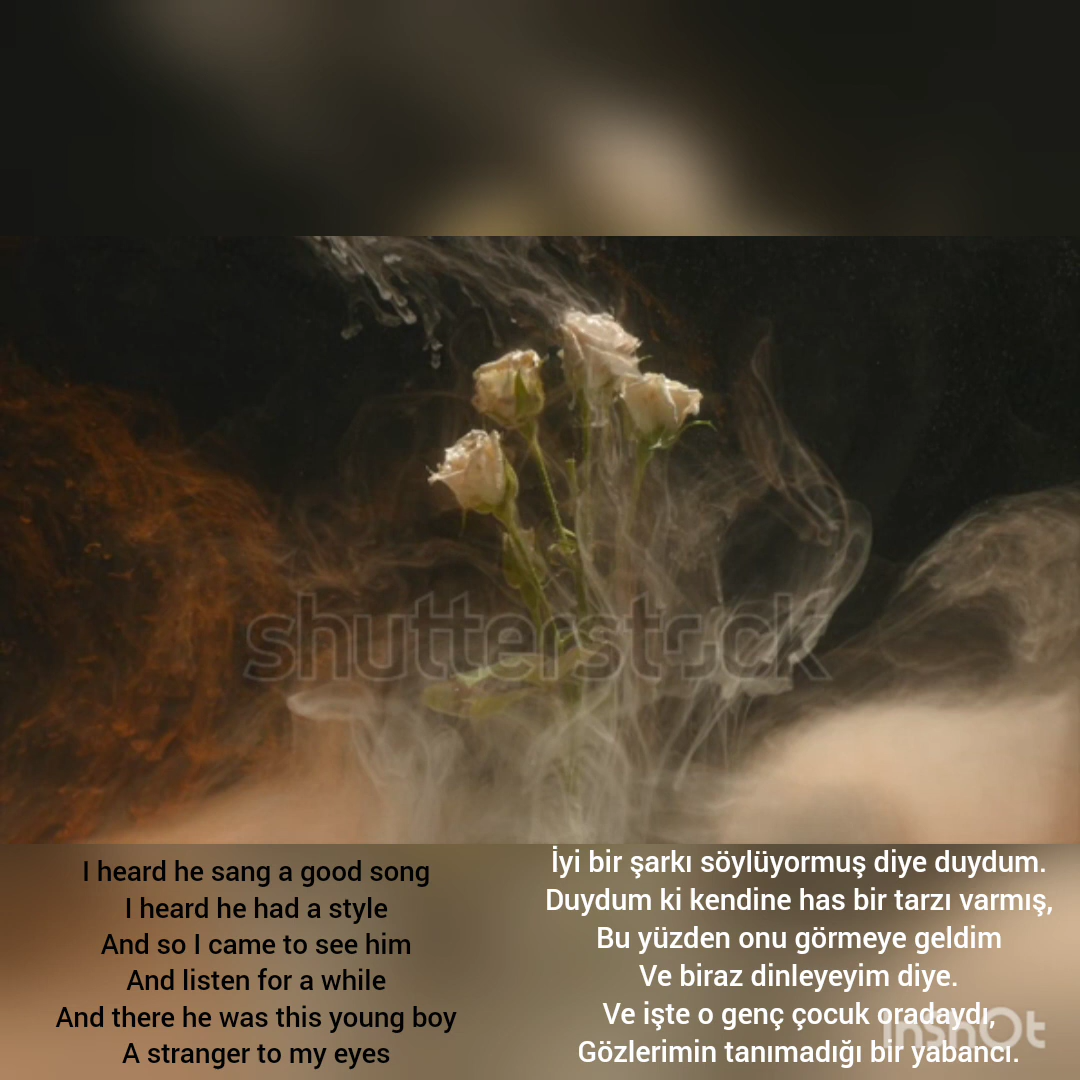 shutterstock
I heard he sang a good song
I heard he had a style
And so I came to see him
And listen for a while
And there he was this young boy
A stranger to my eyes
İyi bir şarkı söylüyormuş diye duydum.
Duydum ki kendine has bir tarzı varmış,
Bu yüzden onu görmeye geldim
Ve biraz dinleyeyim diye.
Ve işte o genç çocuk oradaydı,
Gözlerimin tanımadığı bir yabancı.
InShOt